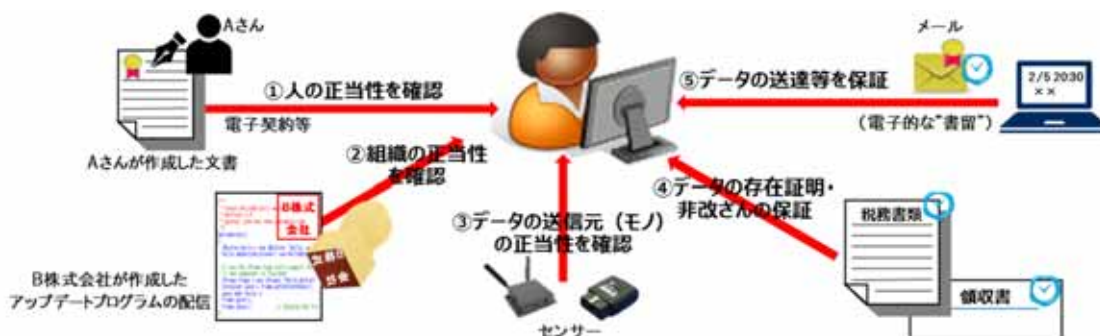 Aさん
①人の正当性を確認
電子契約等
Aさんが作成した文書
②組織の正当性
を確認
B株式
会社
B株式会社が作成した
アップデートプログラムの配信
③データの送信元（モノ）
の正当性を確認
センサー
④データの存在証明・
非改ざんの保証
税務書類
領収書
⑤データの送達等を保証
（電子的な“書留”）
メール
2/5 20:30
××